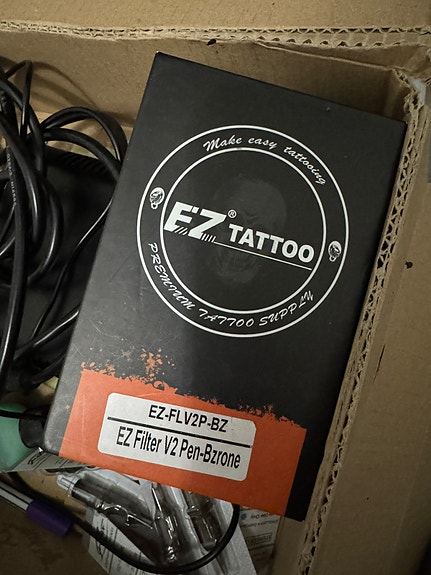 Make easy tattooing
EZ® TATTOO
PREMIUM TATTOO SUPPLY
EZ-FLV2P-BZ
EZ Filter V2 Pen-Bzrone